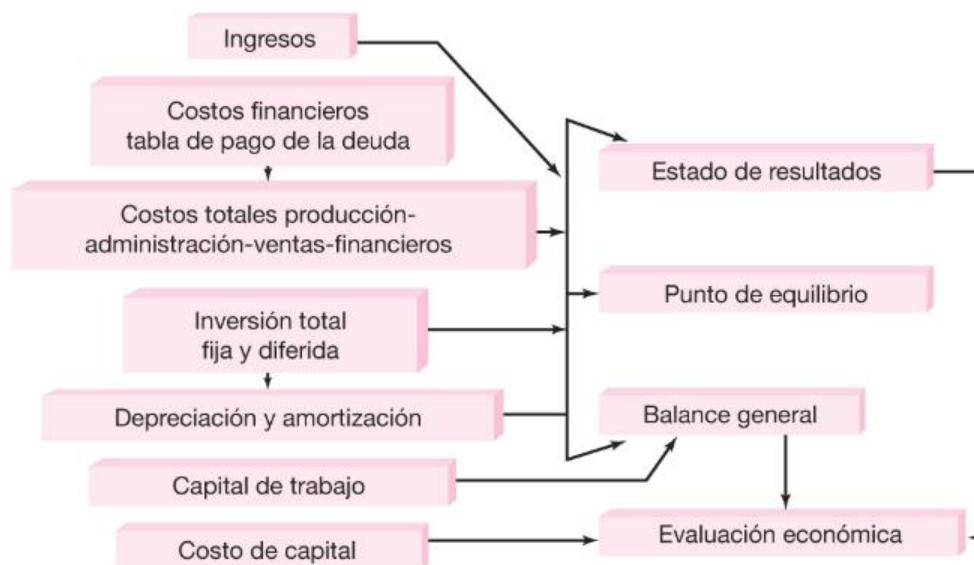 Ingresos
Costos financieros
tabla de pago de la deuda
Costos totales producción-
administración-ventas-financieros
Inversión total
fija y diferida
Depreciación y amortización
Capital de trabajo
Costo de capital
Estado de resultados
Punto de equilibrio
Balance general
Evaluación económica